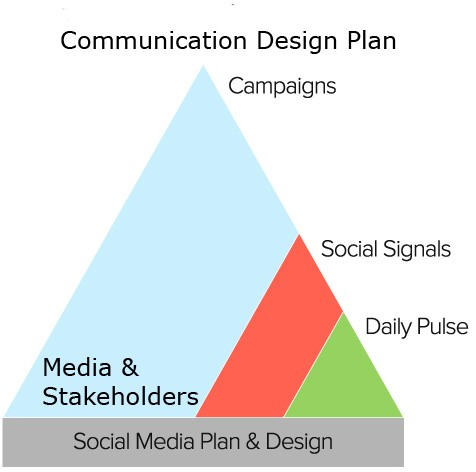 Communication Design Plan
Campaigns
Social Signals
Daily Pulse
Media &
Stakeholders
Social Media Plan & Design